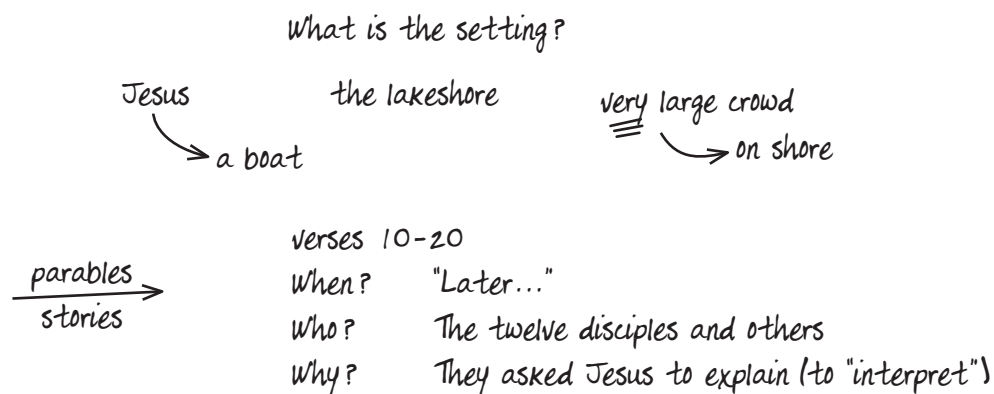 What is the setting?
Jesus the lakeshore very large crowd
a boat on shore
verses 10-20
parables When? "Later..."
stories Who? The twelve disciples and others
Why? They asked Jesus to explain (to "interpret")